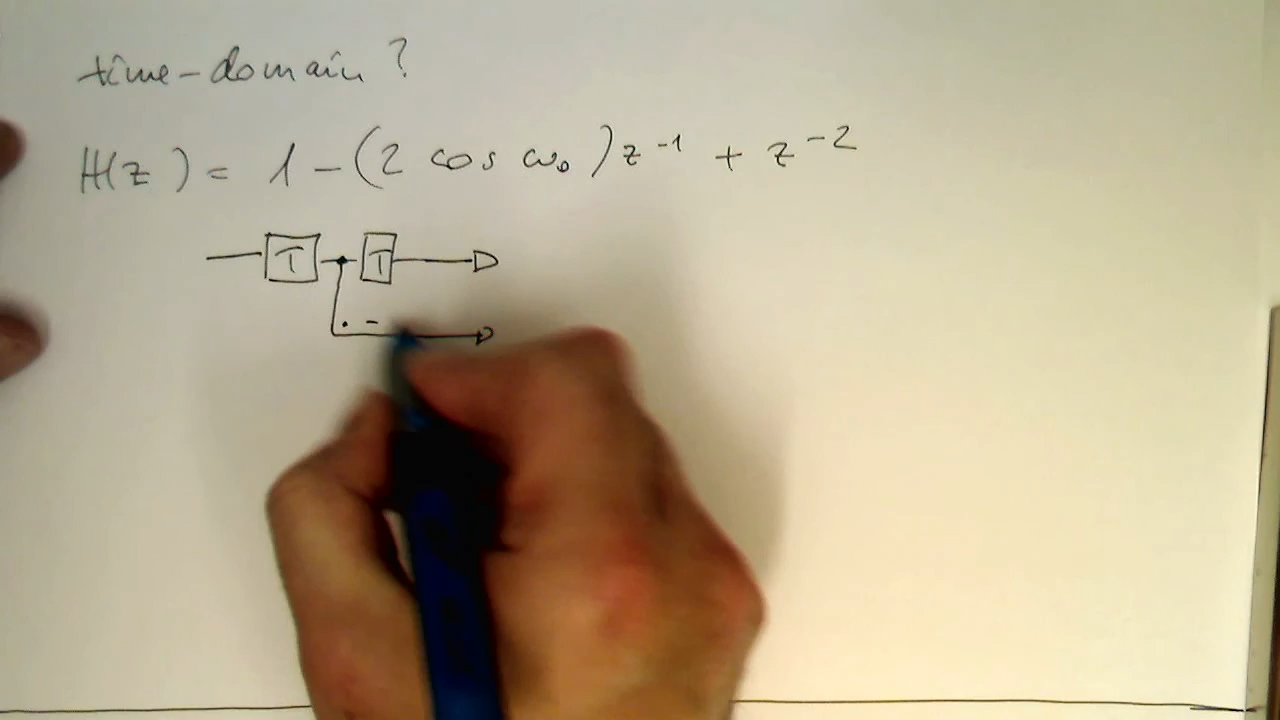 time-domain?
H(z) = 1 - (2 cos ω₀)z⁻¹ + z⁻²
T T
. -